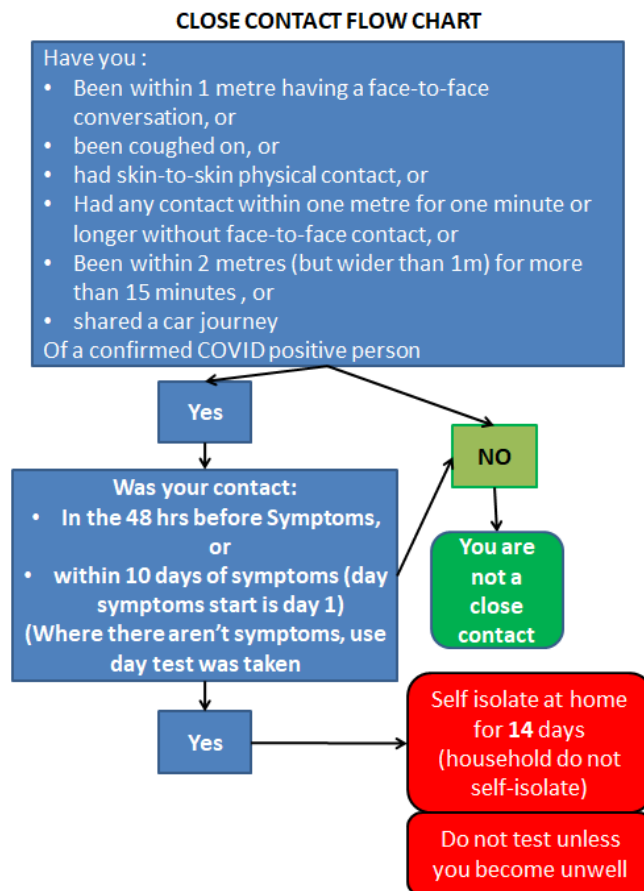 CLOSE CONTACT FLOW CHART
Have you :
• Been within 1 metre having a face-to-face
conversation, or
• been coughed on, or
• had skin-to-skin physical contact, or
• Had any contact within one metre for one minute or
longer without face-to-face contact, or
• Been within 2 metres (but wider than 1m) for more
than 15 minutes , or
• shared a car journey
Of a confirmed COVID positive person
Yes
NO
Was your contact:
• In the 48 hrs before Symptoms,
or
• within 10 days of symptoms (day
symptoms start is day 1)
(Where there aren’t symptoms, use
day test was taken
You are
not a
close
contact
Yes
Self isolate at home
for 14 days
(household do not
self-isolate)
Do not test unless
you become unwell